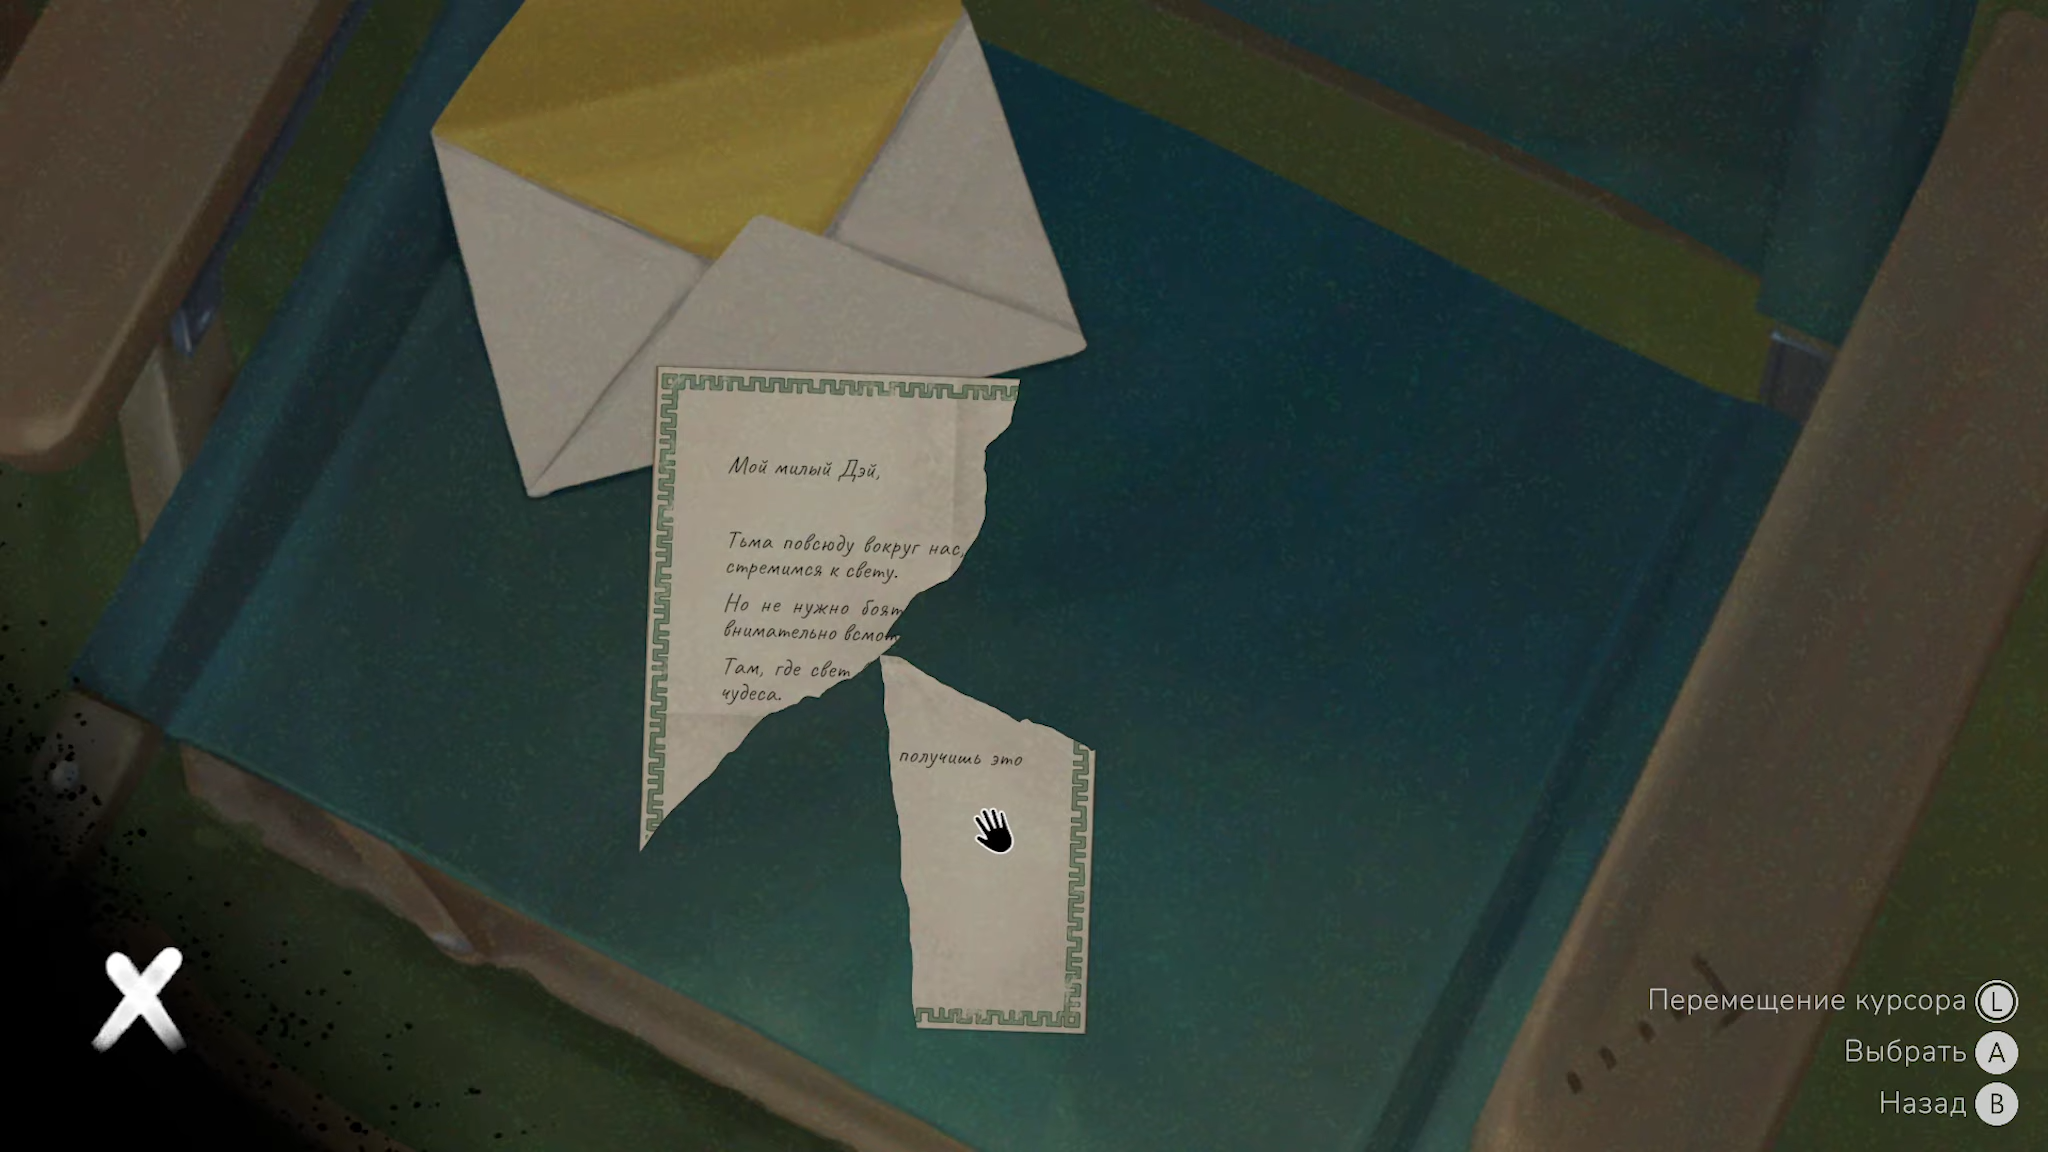 Мой милый Дэй,
Тьма повсюду вокруг нас,
стремимся к свету.
Но не нужно боят
внимательно всмот
Там, где свет
чудеса.
получишь это
Перемещение курсора L
Выбрать A
Назад B